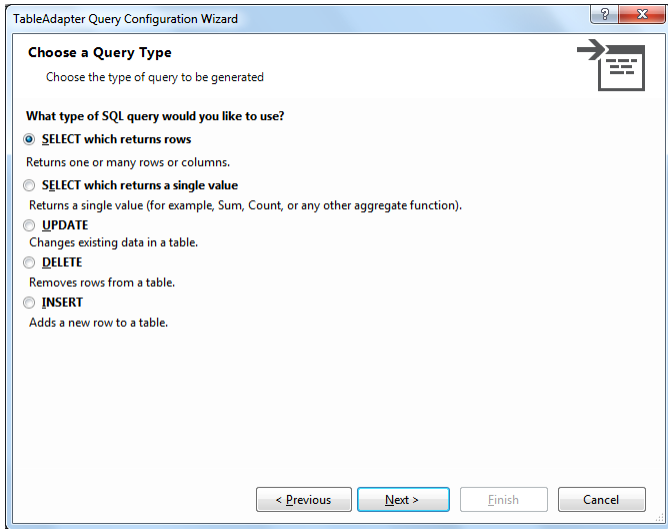 TableAdapter Query Configuration Wizard
?
X
Choose a Query Type
Choose the type of query to be generated
What type of SQL query would you like to use?
SELECT which returns rows
Returns one or many rows or columns.
SELECT which returns a single value
Returns a single value (for example, Sum, Count, or any other aggregate function).
UPDATE
Changes existing data in a table.
DELETE
Removes rows from a table.
INSERT
Adds a new row to a table.
< Previous Next > Finish Cancel